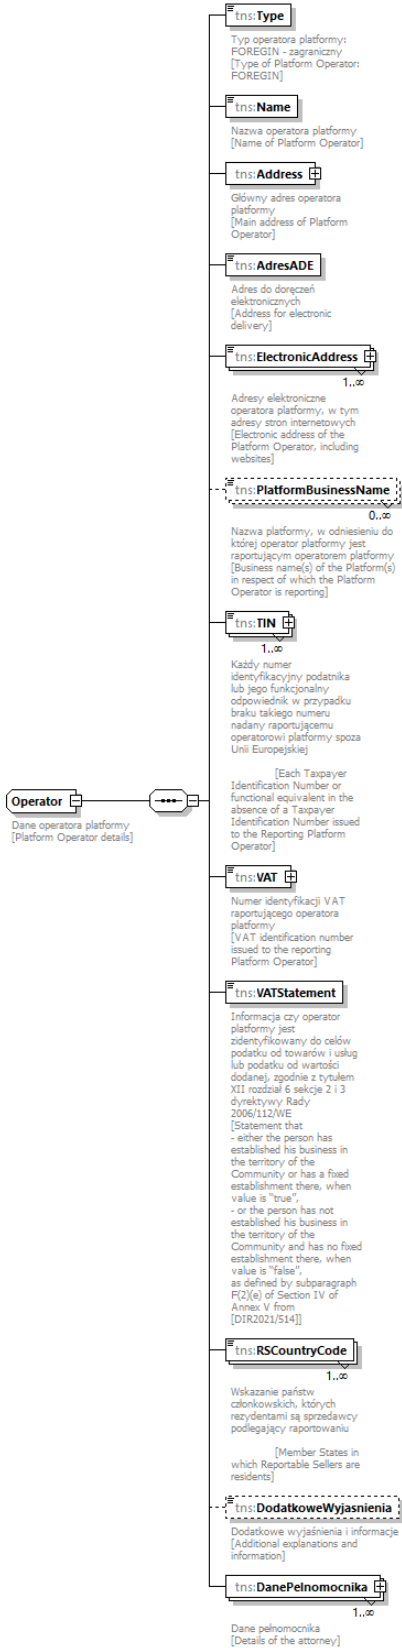 tns:Type
Typ operatora platformy:
FOREGIN - zagraniczny
[Type of Platform Operator:
FOREGIN]
tns:Name
Nazwa operatora platformy
[Name of Platform Operator]
tns:Address
Główny adres operatora
platformy
[Main address of Platform
Operator]
tns:AdresADE
Adres do doręczeń
elektronicznych
[Address for electronic
delivery]
tns:ElectronicAddress
1..∞
Adresy elektroniczne
operatora platformy, w tym
adresy stron internetowych
[Electronic address of the
Platform Operator, including
websites]
tns:PlatformBusinessName
0..∞
Nazwa platformy, w odniesieniu do
której operator platformy jest
raportującym operatorem platformy
[Business name(s) of the Platform(s)
in respect of which the Platform
Operator is reporting]
tns:TIN
1..∞
Każdy numer
identyfikacyjny podatnika
lub jego funkcjonalny
odpowiednik w przypadku
braku takiego numeru
nadany raportującemu
operatorowi platformy spoza
Unii Europejskiej
[Each Taxpayer
Identification Number or
functional equivalent in the
absence of a Taxpayer
Identification Number issued
to the Reporting Platform
Operator]
Operator
Dane operatora platformy
[Platform Operator details]
tns:VAT
Numer identyfikacji VAT
raportującego operatora
platformy
[VAT identification number
issued to the reporting
Platform Operator]
tns:VATStatement
Informacja czy operator
platformy jest
zidentyfikowany do celów
podatku od towarów i usług
lub podatku od wartości
dodanej, zgodnie z tytułem
XII rozdział 6 sekcje 2 i 3
dyrektywy Rady
2006/112/WE
[Statement that
- either the person has
established his business in
the territory of the
Community or has a fixed
establishment there, when
value is "true",
- or the person has not
established his business in
the territory of the
Community and has no fixed
establishment there, when
value is "false",
as defined by subparagraph
F(2)(e) of Section IV of
Annex V from
[DIR2021/514]]
tns:RSCountryCode
1..∞
Wskazanie państw
członkowskich, których
rezydentami są sprzedawcy
podlegający raportowaniu
[Member States in
which Reportable Sellers are
residents]
tns:DodatkoweWyjasnienia
Dodatkowe wyjaśnienia i informacje
[Additional explanations and
information]
tns:DanePelnomocnika
1..∞
Dane pełnomocnika
[Details of the attorney]